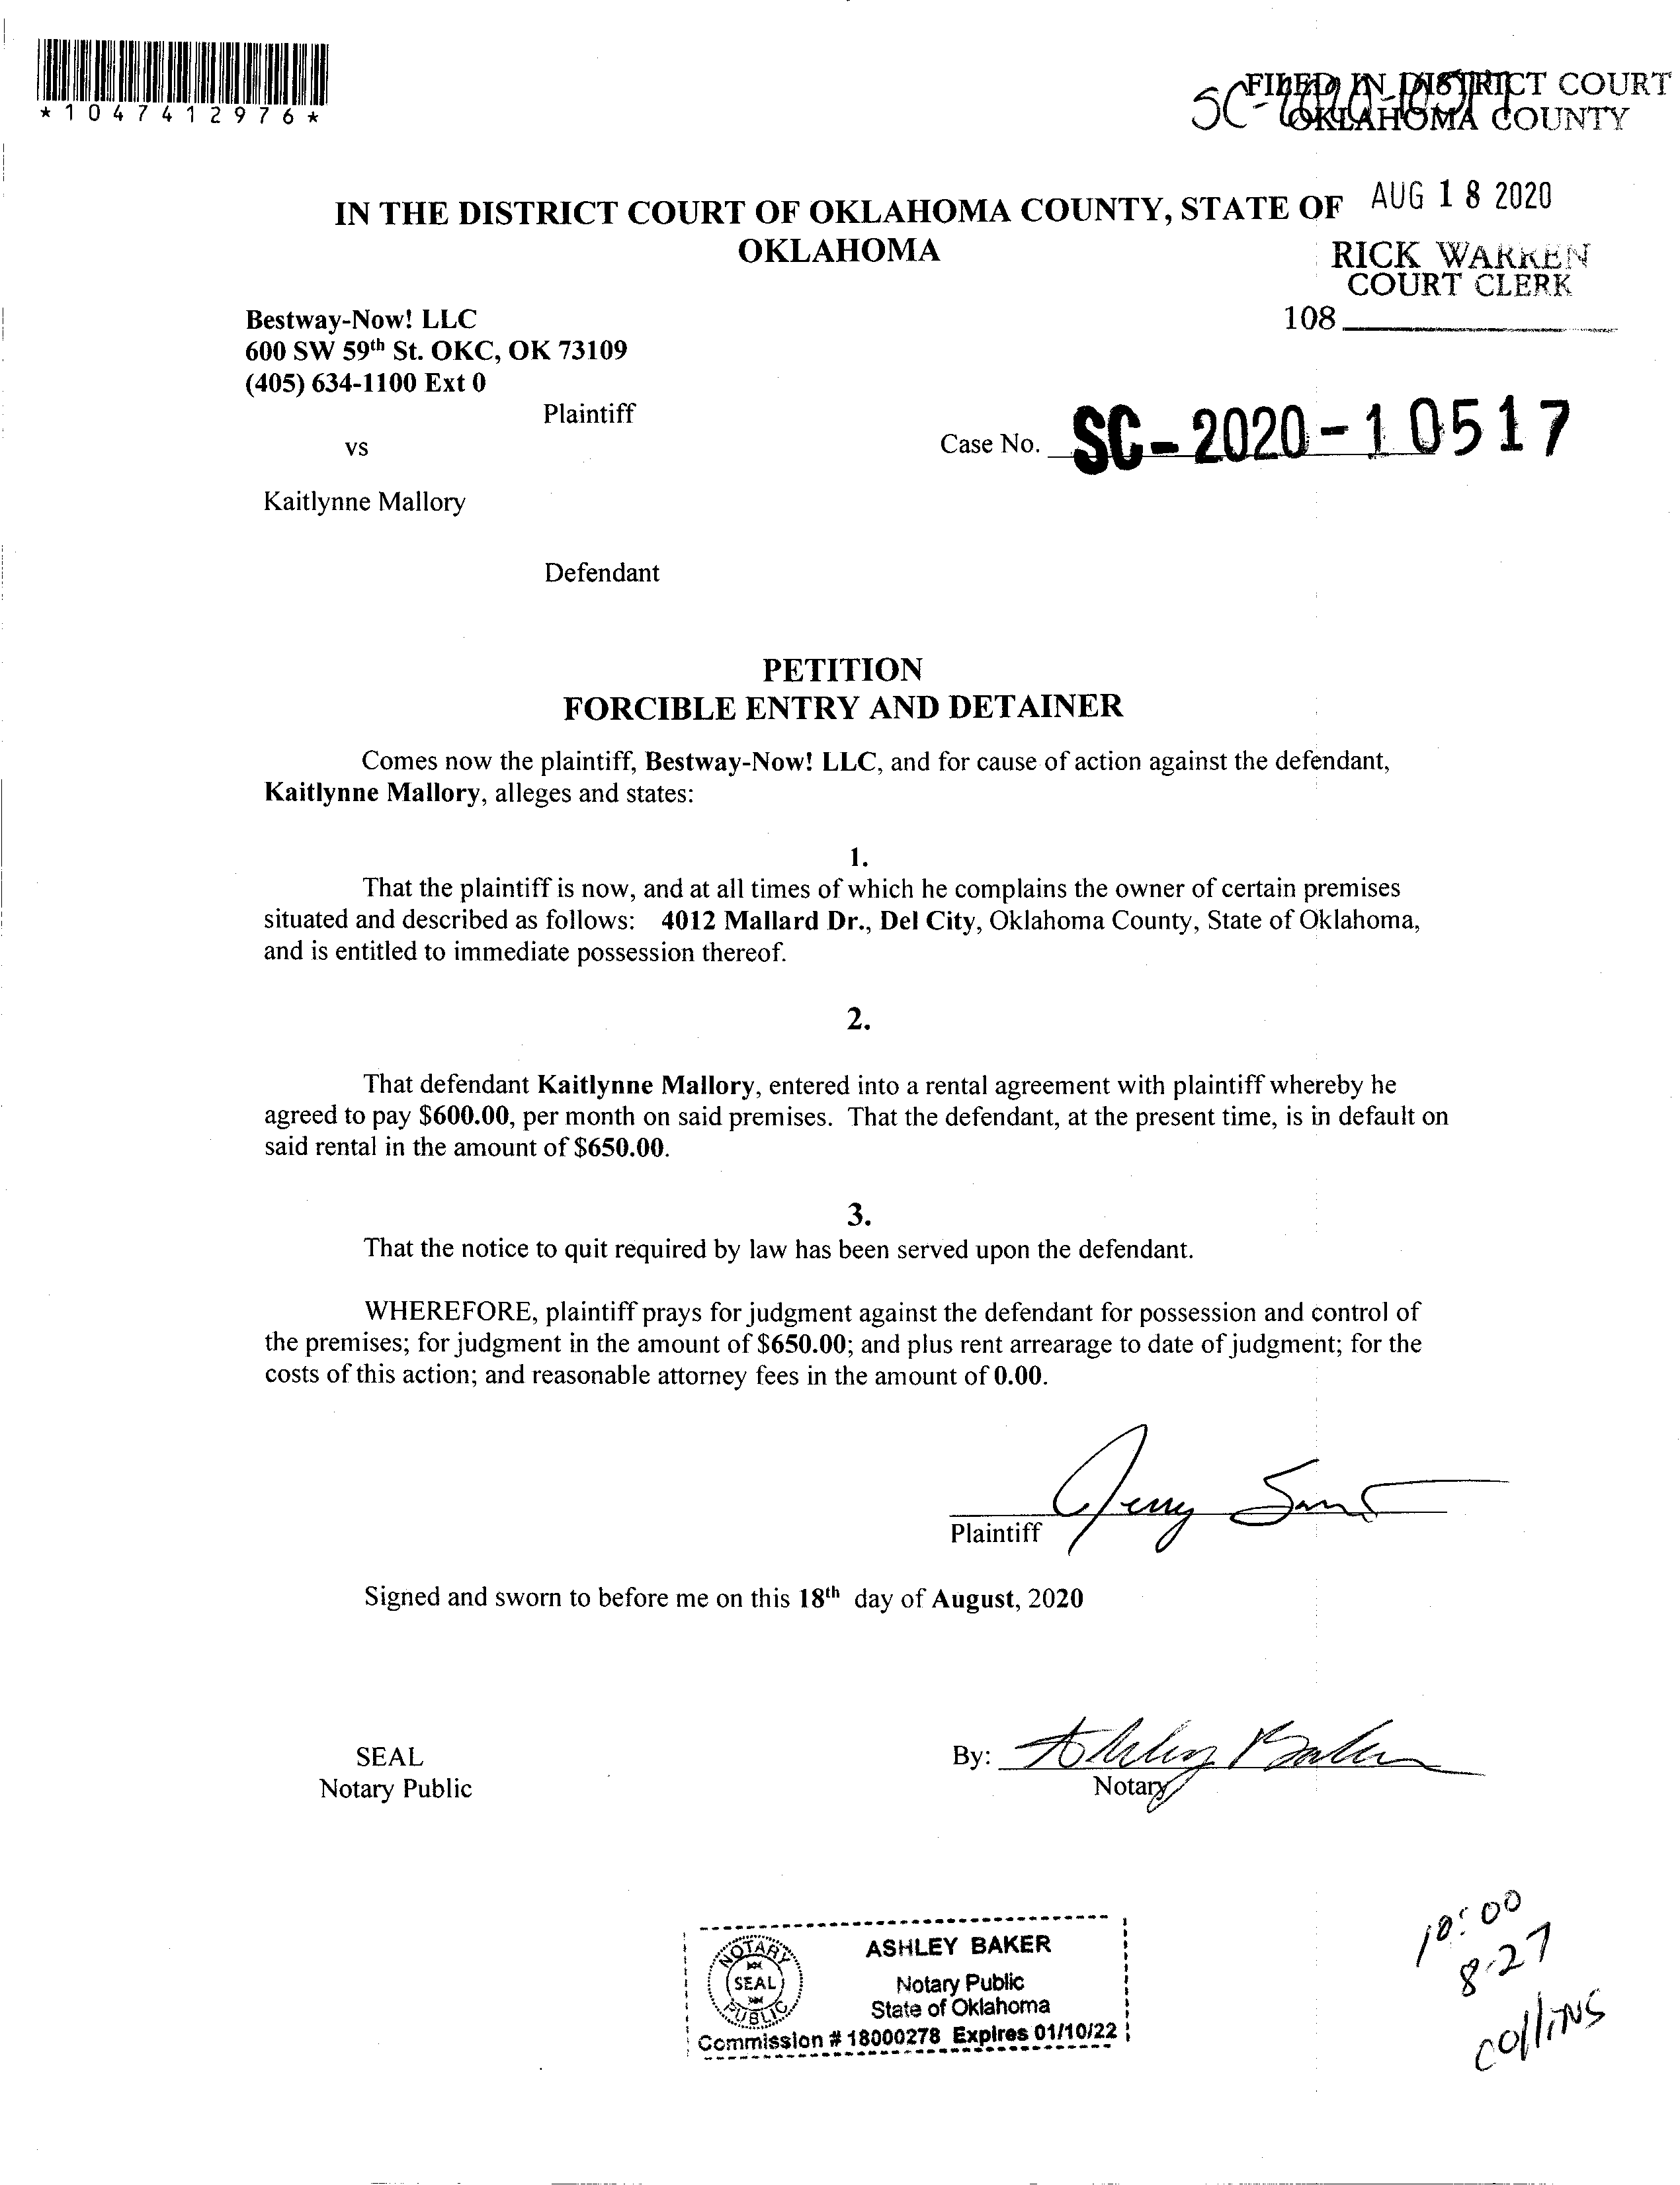 *1047412976*
SC-2020-10517
FILED IN DISTRICT COURT
OKLAHOMA COUNTY
AUG 18 2020
RICK WARREN
COURT CLERK
108
IN THE DISTRICT COURT OF OKLAHOMA COUNTY, STATE OF
OKLAHOMA
Bestway-Now! LLC
600 SW 59th St. OKC, OK 73109
(405) 634-1100 Ext 0
Plaintiff
vs
Case No. SC-2020-10517
Kaitlynne Mallory
Defendant
PETITION
FORCIBLE ENTRY AND DETAINER
Comes now the plaintiff, Bestway-Now! LLC, and for cause of action against the defendant,
Kaitlynne Mallory, alleges and states:
1.
That the plaintiff is now, and at all times of which he complains the owner of certain premises
situated and described as follows: 4012 Mallard Dr., Del City, Oklahoma County, State of Oklahoma,
and is entitled to immediate possession thereof.
2.
That defendant Kaitlynne Mallory, entered into a rental agreement with plaintiff whereby he
agreed to pay $600.00, per month on said premises. That the defendant, at the present time, is in default on
said rental in the amount of $650.00.
3.
That the notice to quit required by law has been served upon the defendant.
WHEREFORE, plaintiff prays for judgment against the defendant for possession and control of
the premises; for judgment in the amount of $650.00; and plus rent arrearage to date of judgment; for the
costs of this action; and reasonable attorney fees in the amount of 0.00.
Jerry
Plaintiff
Signed and sworn to before me on this 18th day of August, 2020
SEAL
Notary Public
By: Ashley Baker
Notary
NOTARY
SEAL
PUBLIC
ASHLEY BAKER
Notary Public
State of Oklahoma
Commission # 18000278 Expires 01/10/22
10:00
8-27
Collins